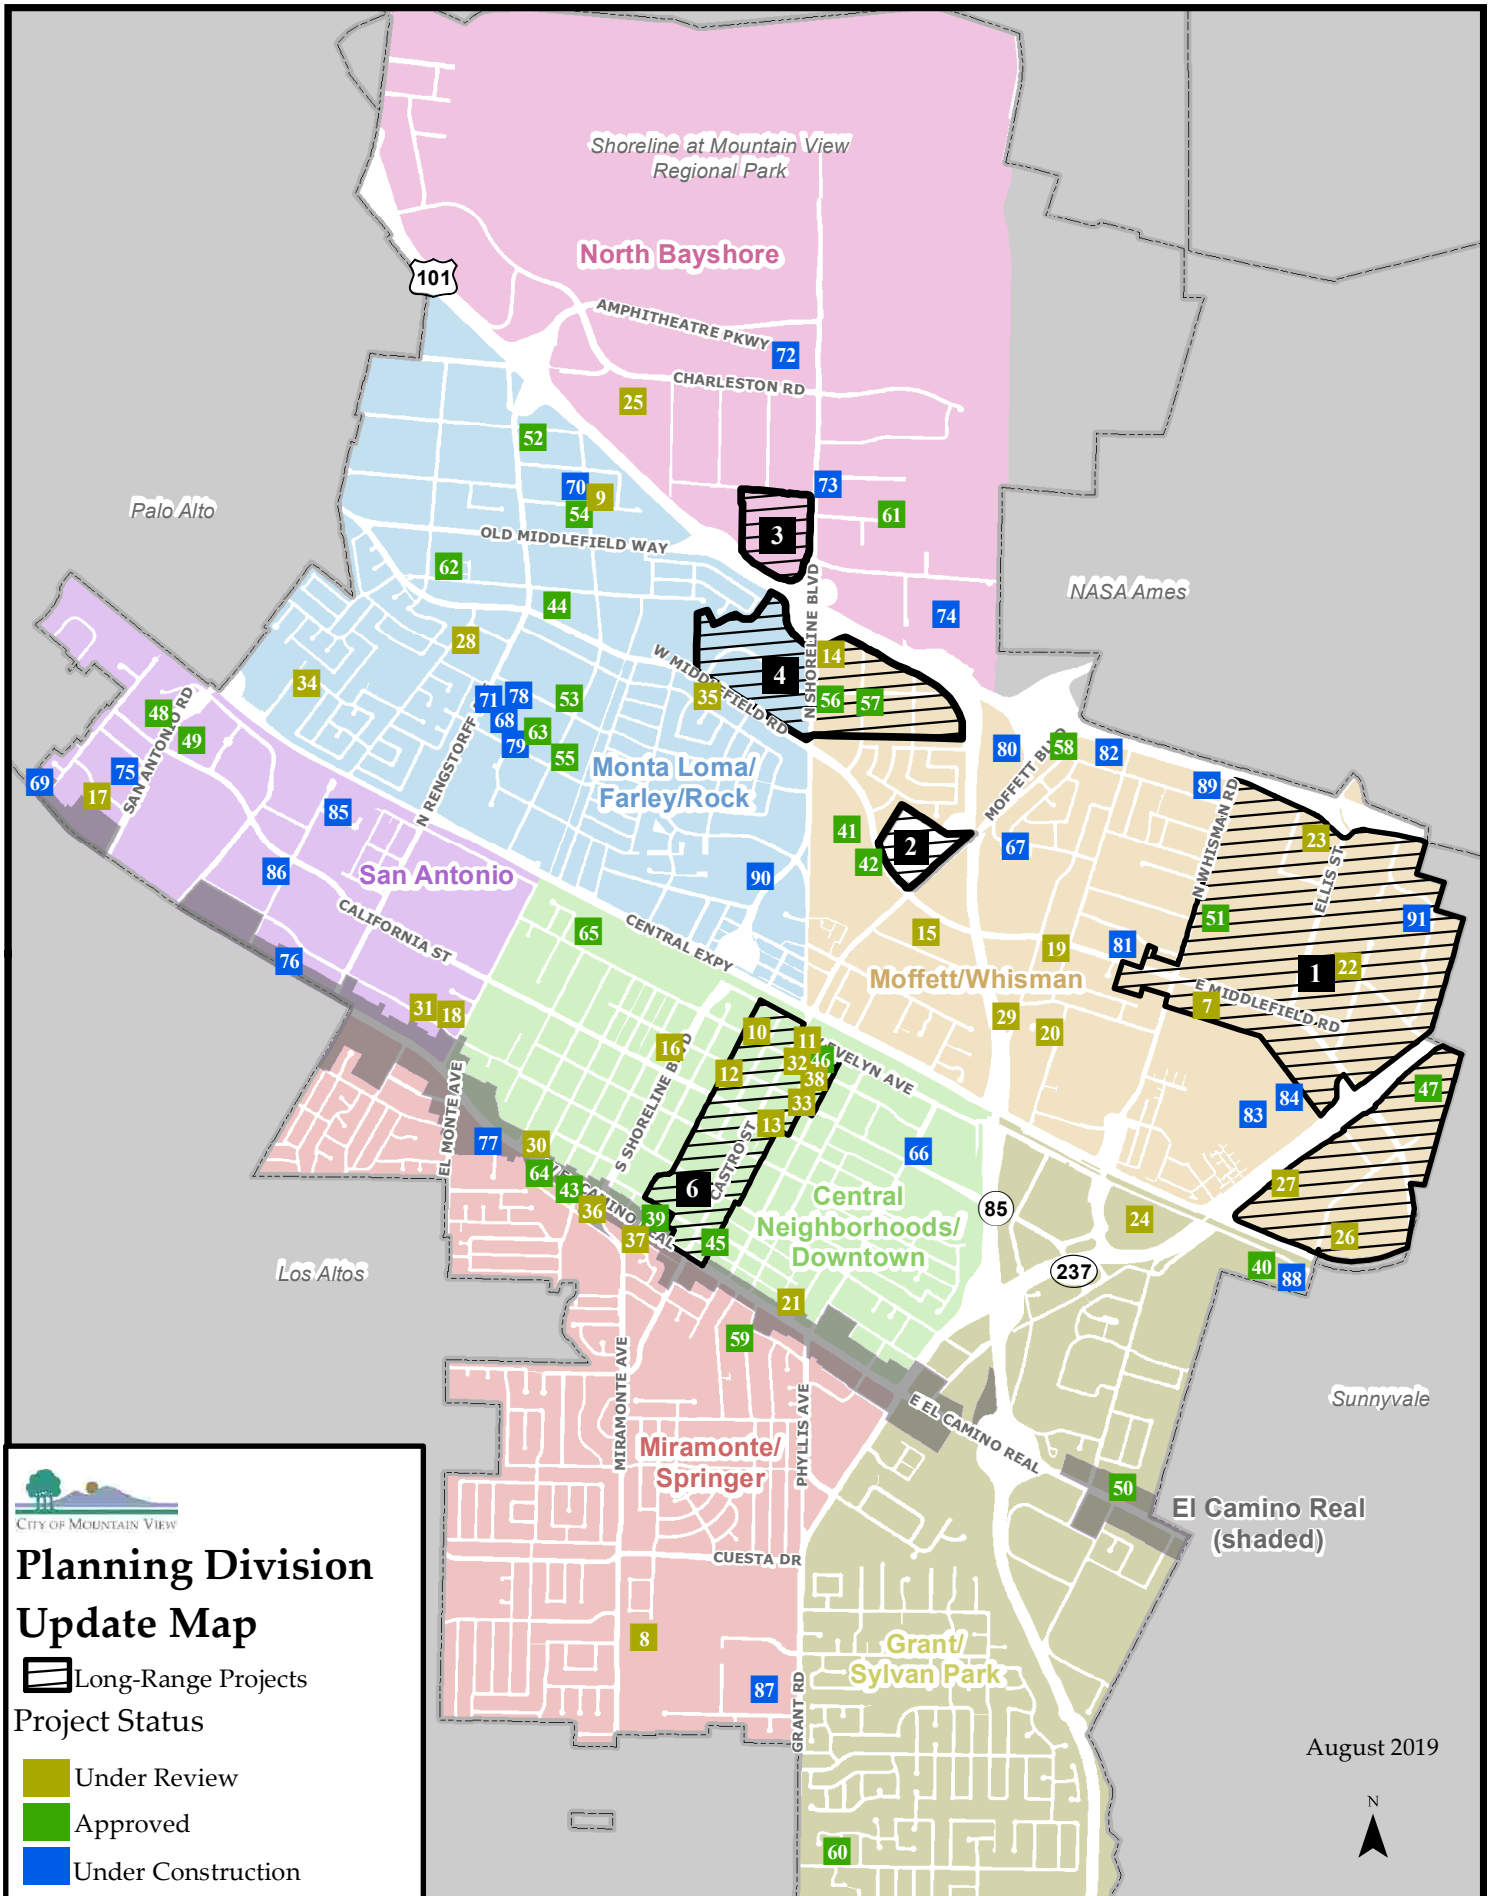 Shoreline at Mountain View
Regional Park
North Bayshore
101
AMPHITHEATRE PKWY
72
CHARLESTON RD
25
52
70
9
54
73
61
3
Palo Alto
OLD MIDDLEFIELD WAY
62
44
NASA Ames
74
28
34
W MIDDLEFIELD RD
N SHORELINE BLVD
4
14
35
56
57
71
78
53
68
63
79
55
48
49
SAN ANTONIO RD
N RENGSTORFF
69
75
17
85
Monta Loma/
Farley/Rock
80
MOFFETT BLVD
58
82
89
41
42
2
67
N WHISMAN RD
23
ELLIS ST
86
San Antonio
90
CALIFORNIA ST
65
CENTRAL EXPY
15
19
81
51
91
76
Moffett/Whisman
1
22
7
E MIDDLEFIELD RD
31
18
29
20
10
11
16
32
46
12
38
33
13
EVELYN AVE
S SHORELINE BLVD
CASTRO ST
83
84
47
EL MONTE AVE
77
30
64
43
36
37
39
6
45
66
Central
Neighborhoods/
Downtown
85
24
27
26
237
40
88
Los Altos
21
59
MIRAMONTE AVE
PHYLLIS AVE
E EL CAMINO REAL
Sunnyvale
Miramonte/
Springer
50
El Camino Real
(shaded)
CUESTA DR
8
87
GRANT RD
Grant/
Sylvan Park
60
CITY OF MOUNTAIN VIEW
Planning Division
Update Map
Long-Range Projects
Project Status
Under Review
Approved
Under Construction
August 2019
N